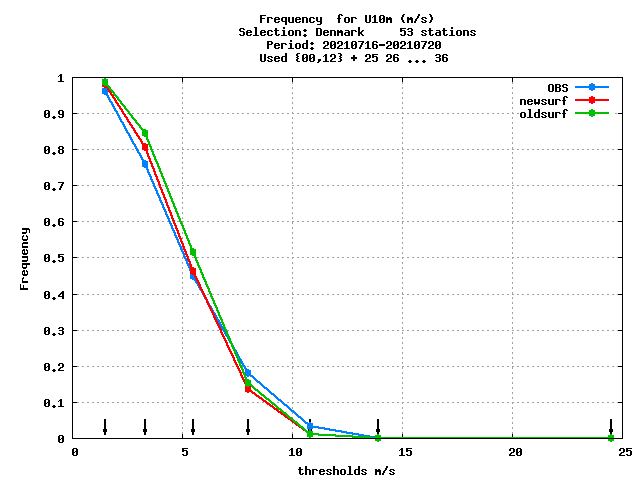 Frequency for U10m (m/s)
Selection: Denmark 53 stations
Period: 20210716-20210720
Used {00,12} + 25 26 ... 36
OBS
newsurf
oldsurf
1
0.9
0.8
0.7
0.6
0.5
0.4
0.3
0.2
0.1
0
Frequency
0 5 10 15 20 25
thresholds m/s